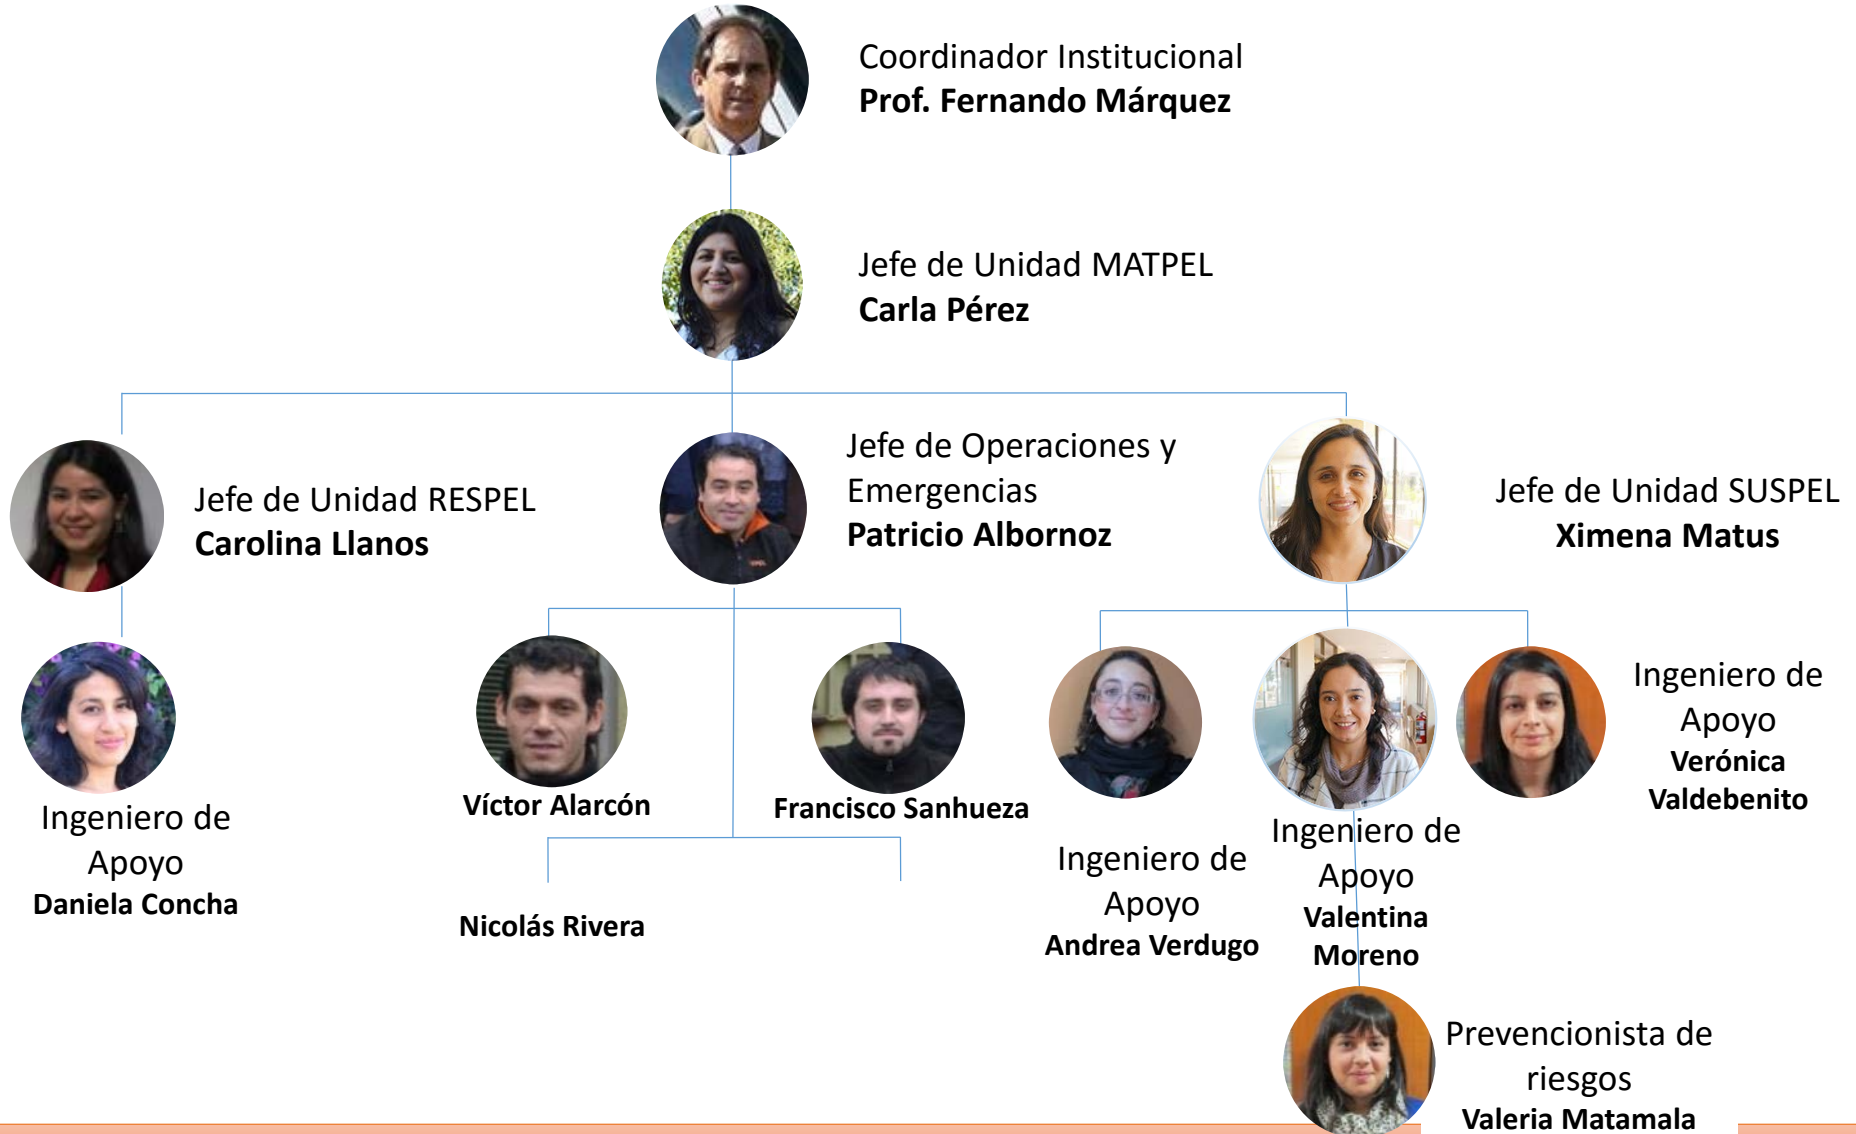 Coordinador Institucional
Prof. Fernando Márquez
Jefe de Unidad MATPEL
Carla Pérez
Jefe de Unidad RESPEL
Carolina Llanos
Jefe de Operaciones y
Emergencias
Patricio Albornoz
Jefe de Unidad SUSPEL
Ximena Matus
Ingeniero de
Apoyo
Daniela Concha
Víctor Alarcón
Francisco Sanhueza
Nicolás Rivera
Ingeniero de
Apoyo
Andrea Verdugo
Ingeniero de
Apoyo
Valentina
Moreno
Ingeniero de
Apoyo
Verónica
Valdebenito
Prevencionista de
riesgos
Valeria Matamala